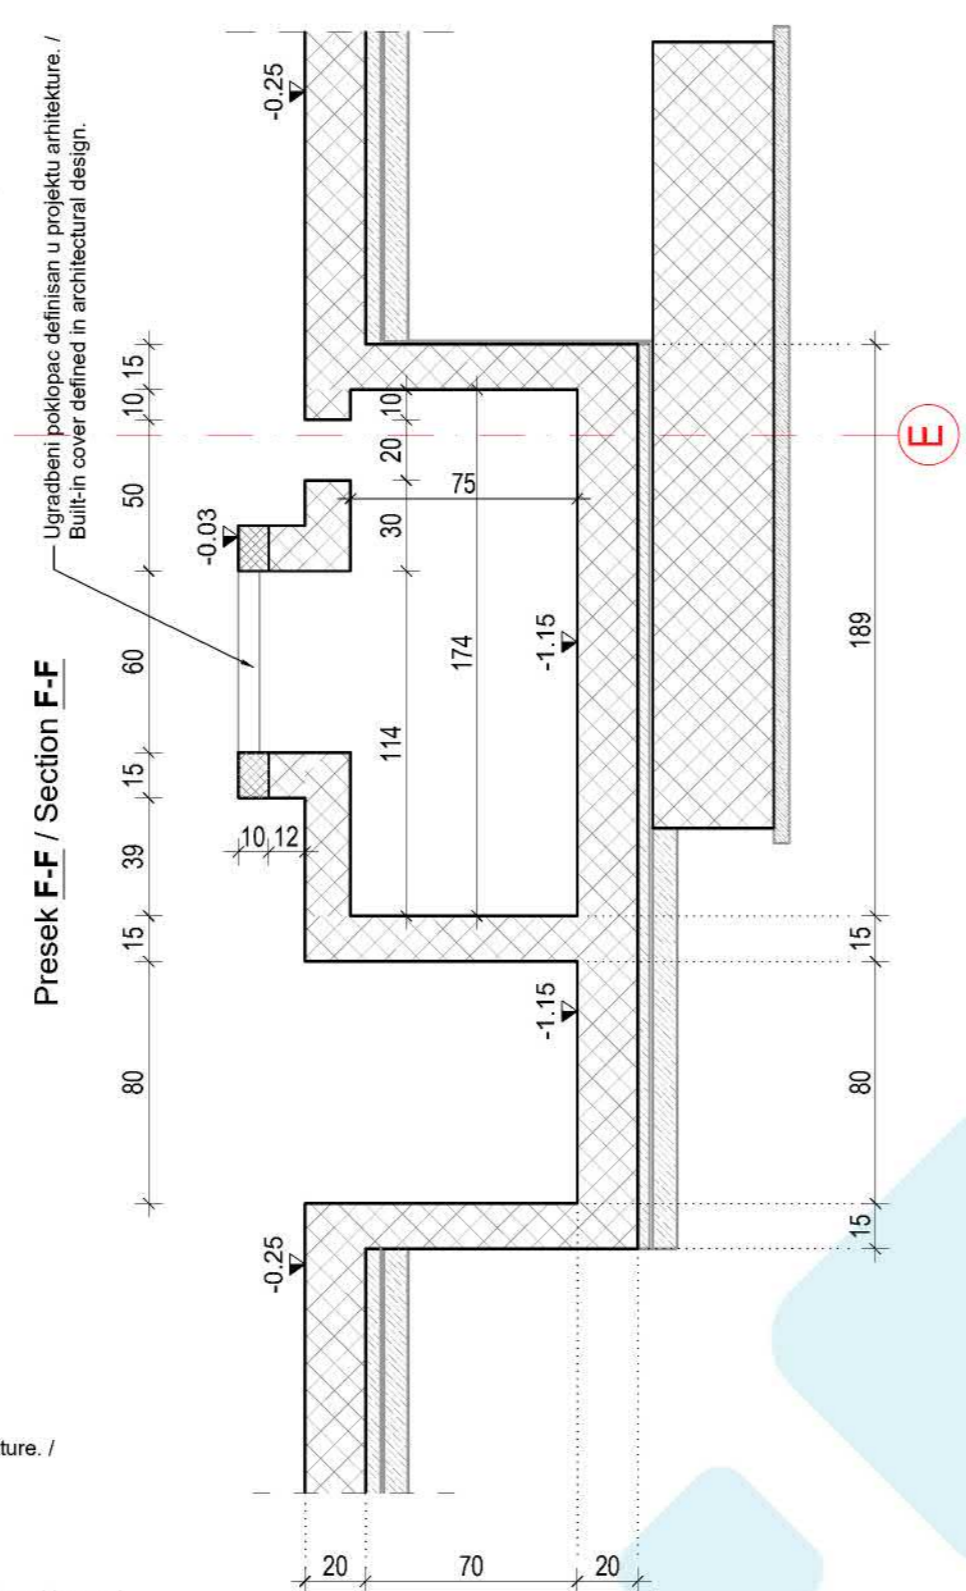 Presek F-F / Section F-F
Ugradbeni poklopac definisan u projektu arhitekture. /
Built-in cover defined in architectural design.
80 15 39 15 60 50 10 15
10 12
-0.03
-0.25
-0.25
114 30 20 10
174
75
-1.15
-1.15
15 80 15 189
E
ture. /
20 70 20